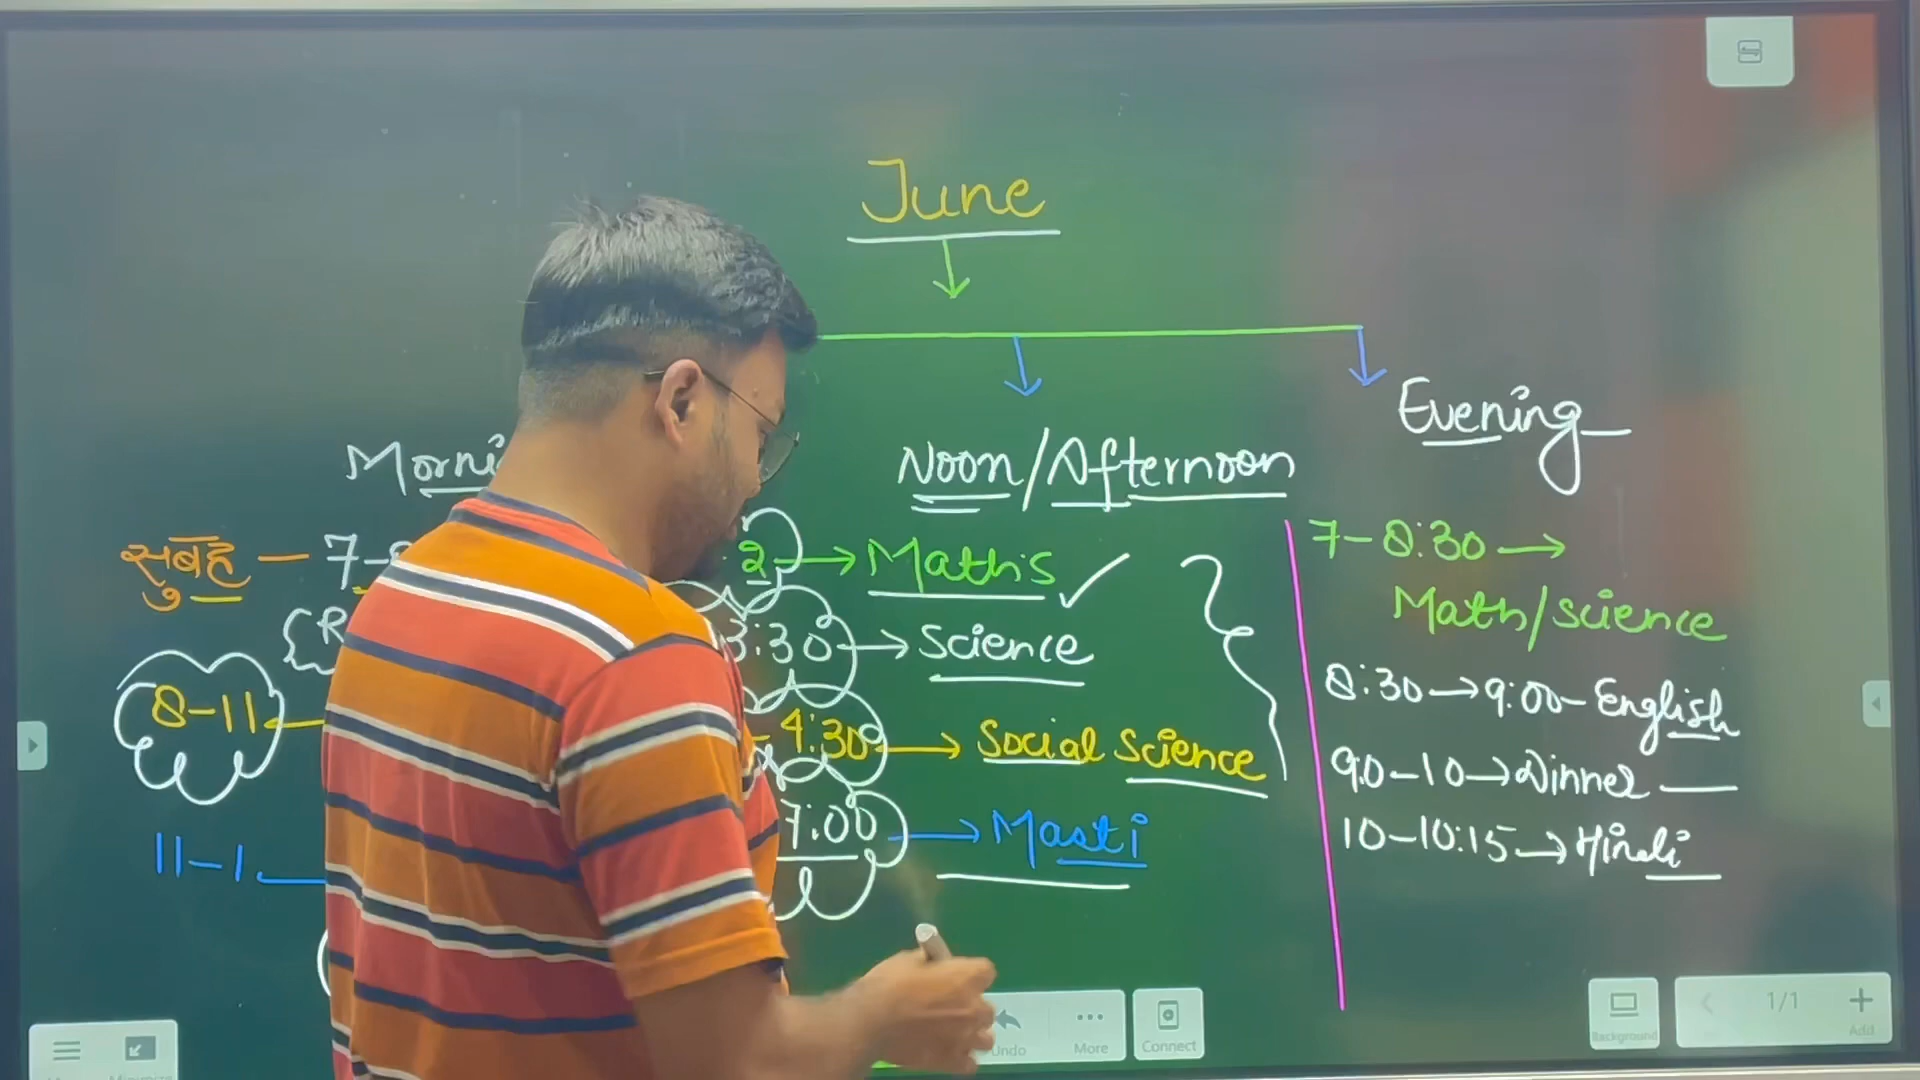 June
Evening
Noon/Afternoon
सुबह - 7-
2 → Maths ✓
3:30 → Science
8-11
4:30 → Social Science
11-1
7:00 → Masti
7-8:30 →
Math/Science
8:30 → 9:00 - English
9:0-10 → Dinner
10-10:15 → Hindi
Undo
More
Connect
Background
1/1
Add